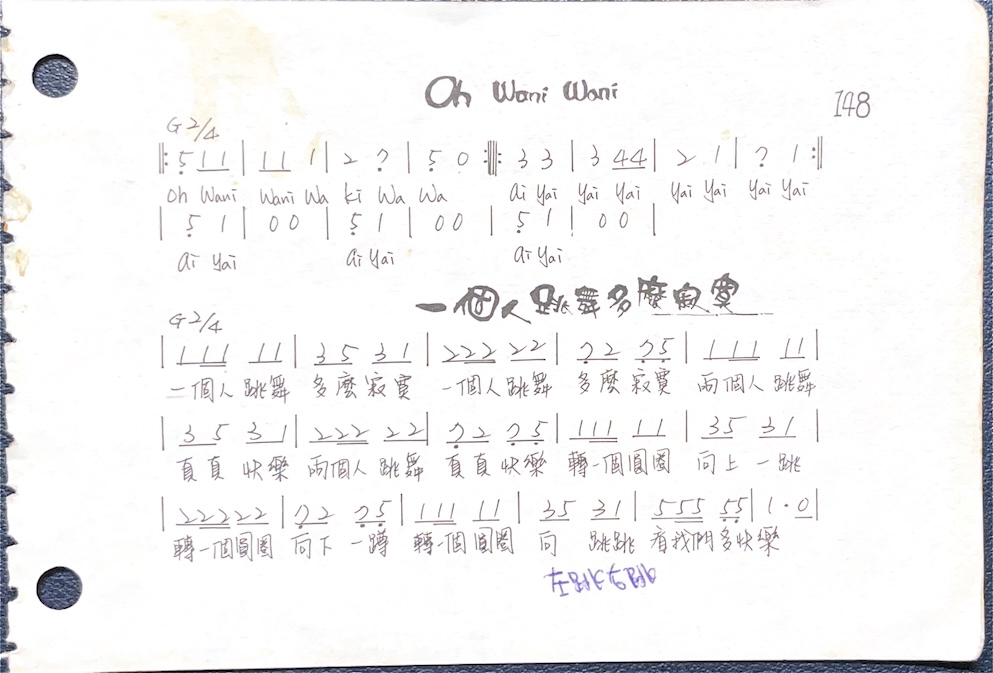 Oh Wani Wani
148
G 2/4
‖: 5̣ 1 1 | 1 1 1 | 2 7̣ | 5̣ 0 :‖: 3 3 | 3 4 4 | 2 1 | 7̣ 1 :‖
Oh Wani Wani Wa Ki Wa Wa Ai Yai Yai Yai Yai Yai Yai Yai
| 5̣ 1 | 0 0 | 5̣ 1 | 0 0 | 5̣ 1 | 0 0 |
Ai Yai Ai Yai Ai Yai
一個人跳舞多麼寂寞
G 2/4
| 1 1 1 1 1 | 3 5 3 1 | 2 2 2 2 2 | 7̣ 2 7̣ 5̣ | 1 1 1 1 1 |
一個人 跳舞 多麼 寂寞 一個人 跳舞 多麼 寂寞 兩個人 跳舞
| 3 5 3 1 | 2 2 2 2 2 | 7̣ 2 7̣ 5̣ | 1 1 1 1 1 | 3 5 3 1 |
真真 快樂 兩個人 跳舞 真真 快樂 轉一個圓圈 向上 一跳
| 2 2 2 2 2 | 7̣ 2 7̣ 5̣ | 1 1 1 1 1 | 3 5 3 1 | 5 5 5 5̣ 5̣ | 1 · 0 |
轉一個圓圈 向下 一蹲 轉一個 圓圈 向 跳跳 看我們多快樂
左跳右跳